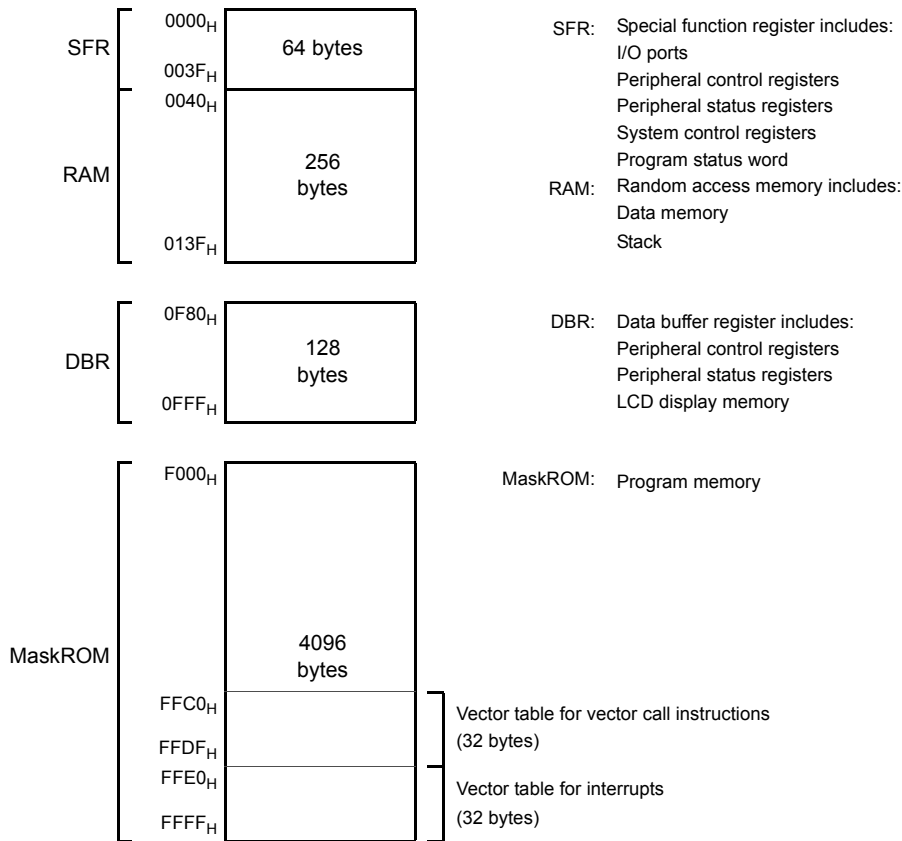 SFR
0000H
64 bytes
003FH
RAM
0040H
256
bytes
013FH
SFR: Special function register includes:
I/O ports
Peripheral control registers
Peripheral status registers
System control registers
Program status word
RAM: Random access memory includes:
Data memory
Stack
DBR
0F80H
128
bytes
0FFFH
DBR: Data buffer register includes:
Peripheral control registers
Peripheral status registers
LCD display memory
MaskROM
F000H
4096
bytes
MaskROM: Program memory
FFC0H
FFDFH
Vector table for vector call instructions
(32 bytes)
FFE0H
FFFFH
Vector table for interrupts
(32 bytes)